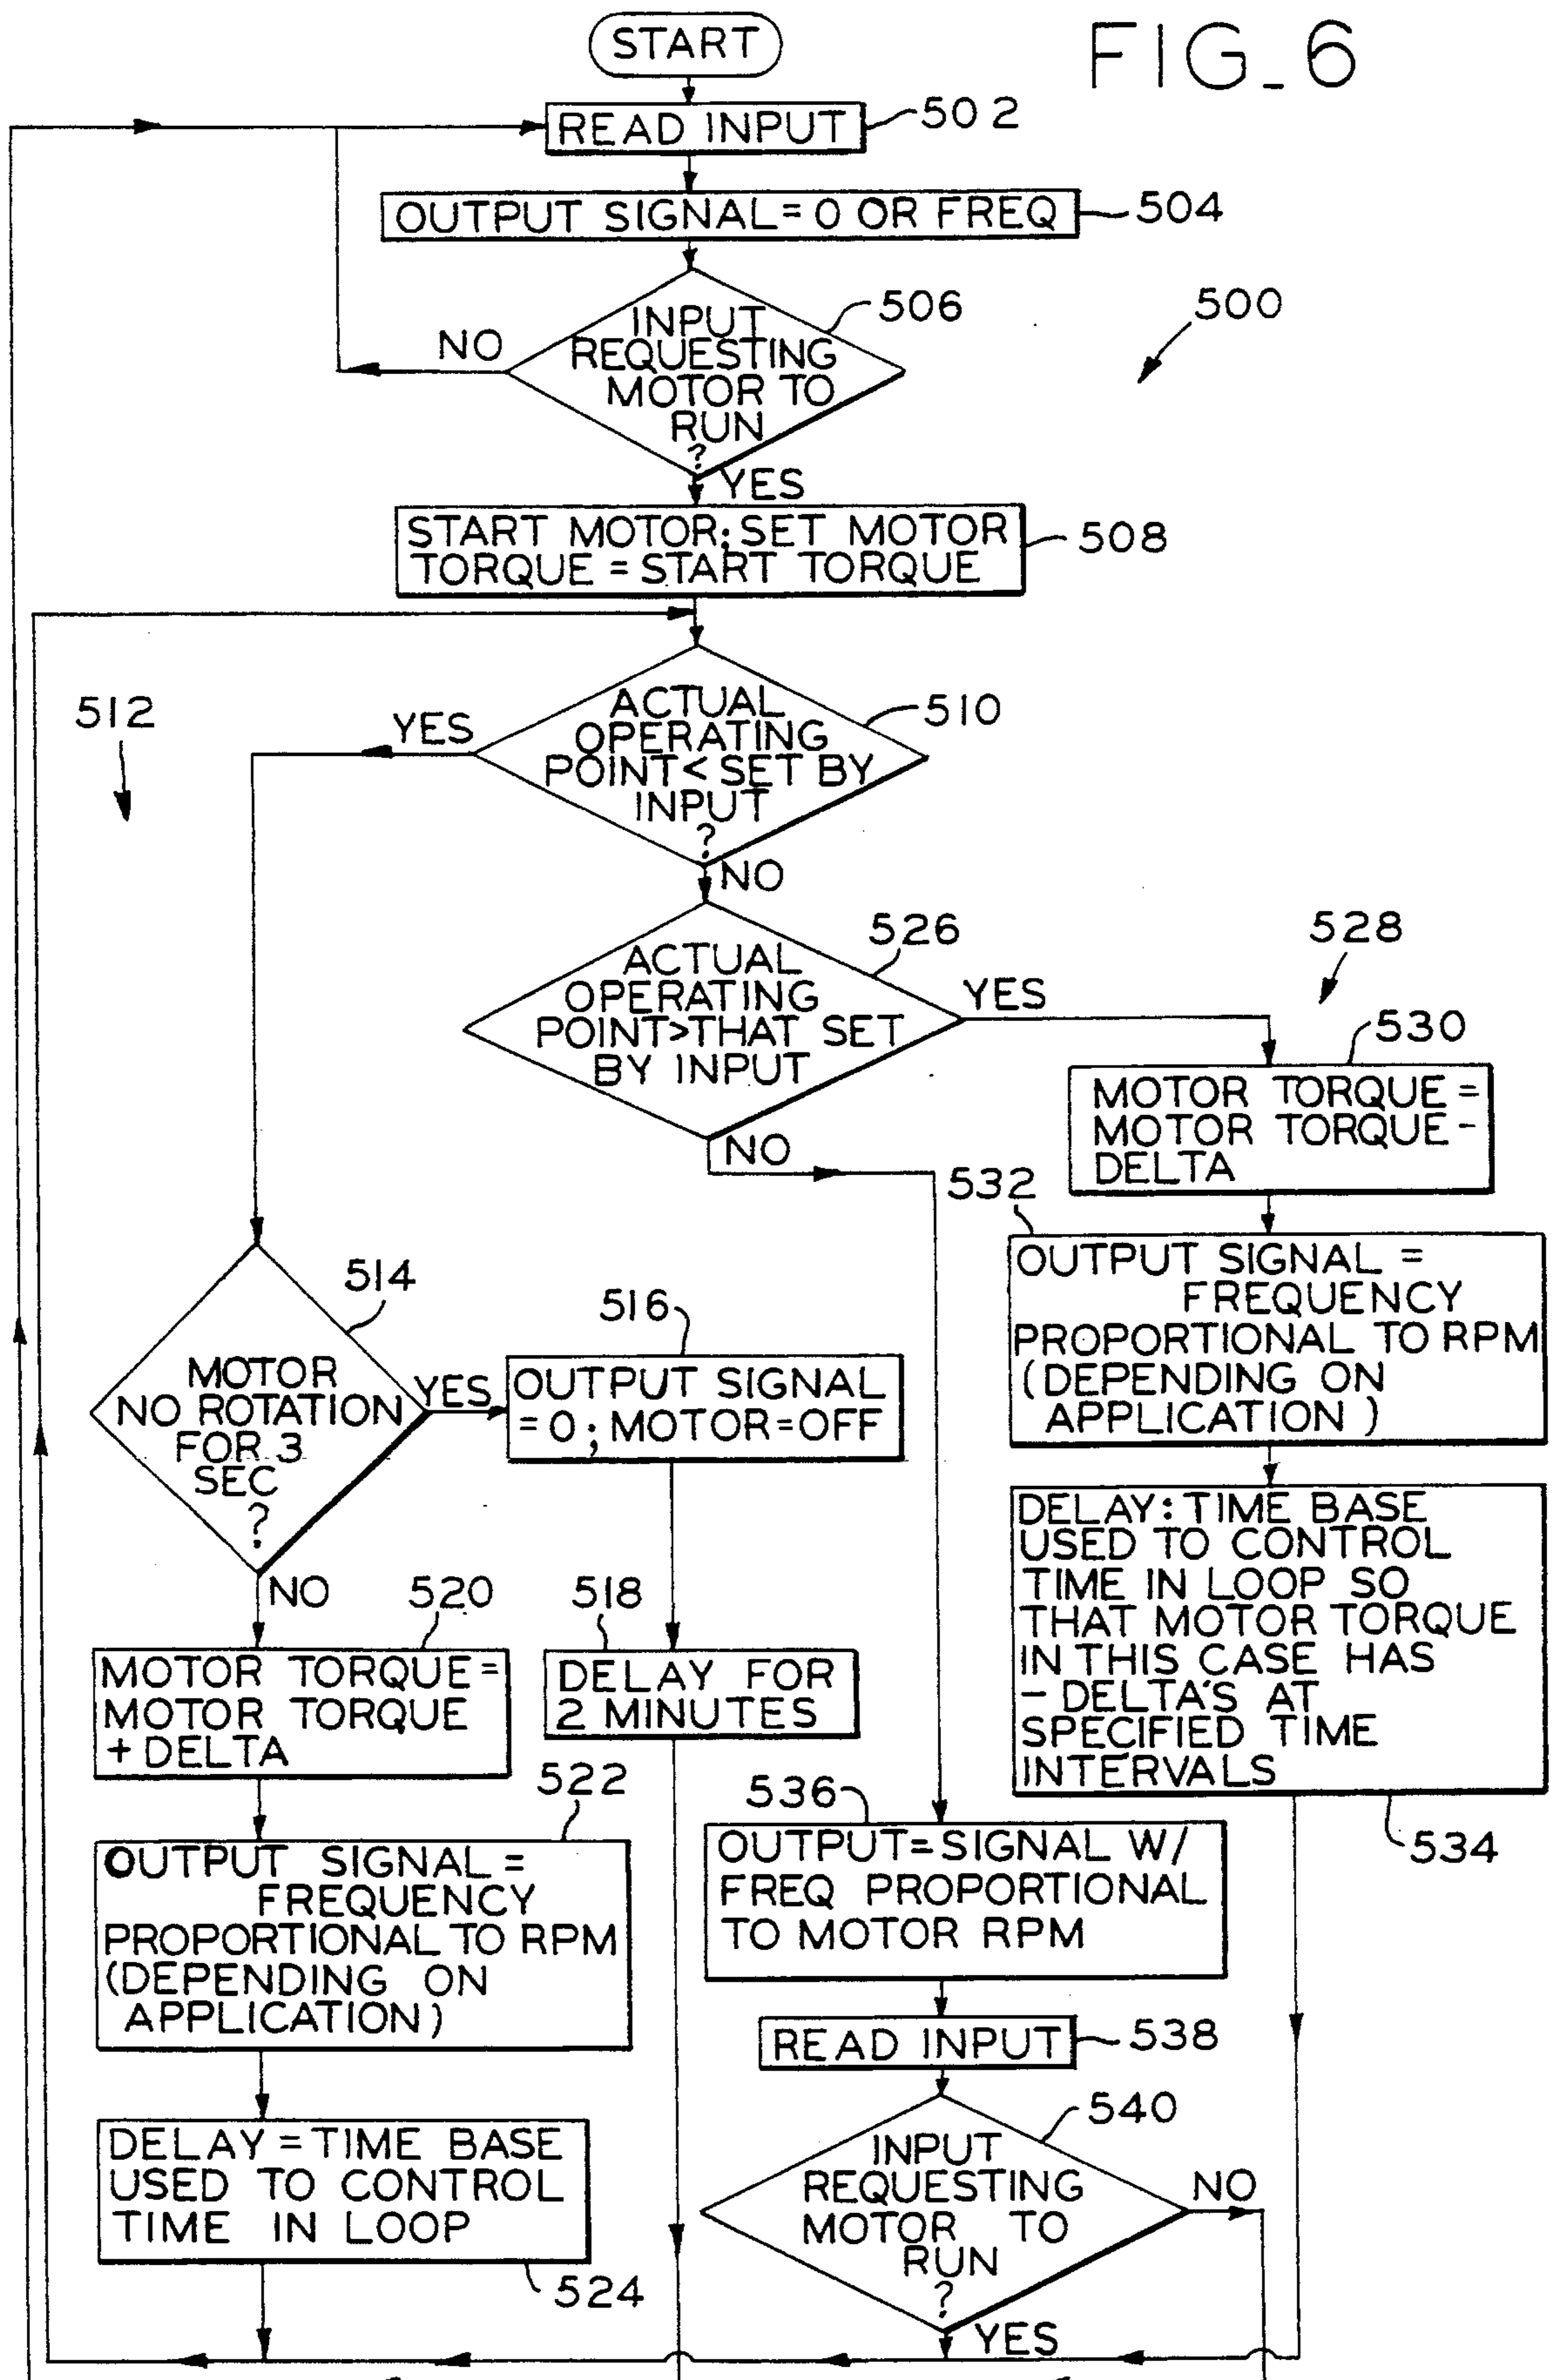 START
FIG_6
READ INPUT
502
OUTPUT SIGNAL = 0 OR FREQ
504
INPUT
REQUESTING
MOTOR TO
RUN
?
506
500
NO
YES
START MOTOR; SET MOTOR
TORQUE = START TORQUE
508
512
YES
ACTUAL
OPERATING
POINT < SET BY
INPUT
?
510
NO
526
ACTUAL
OPERATING
POINT > THAT SET
BY INPUT
YES
528
530
NO
MOTOR TORQUE =
MOTOR TORQUE -
DELTA
532
OUTPUT SIGNAL =
FREQUENCY
PROPORTIONAL TO RPM
(DEPENDING ON
APPLICATION)
514
MOTOR
NO ROTATION
FOR 3
SEC
?
YES
516
OUTPUT SIGNAL
= 0; MOTOR = OFF
DELAY: TIME BASE
USED TO CONTROL
TIME IN LOOP SO
THAT MOTOR TORQUE
IN THIS CASE HAS
- DELTA'S AT
SPECIFIED TIME
INTERVALS
534
NO
520
MOTOR TORQUE =
MOTOR TORQUE
+ DELTA
518
DELAY FOR
2 MINUTES
522
OUTPUT SIGNAL =
FREQUENCY
PROPORTIONAL TO RPM
(DEPENDING ON
APPLICATION)
536
OUTPUT = SIGNAL W/
FREQ PROPORTIONAL
TO MOTOR RPM
READ INPUT
538
DELAY = TIME BASE
USED TO CONTROL
TIME IN LOOP
524
540
INPUT
REQUESTING
MOTOR TO
RUN
?
NO
YES